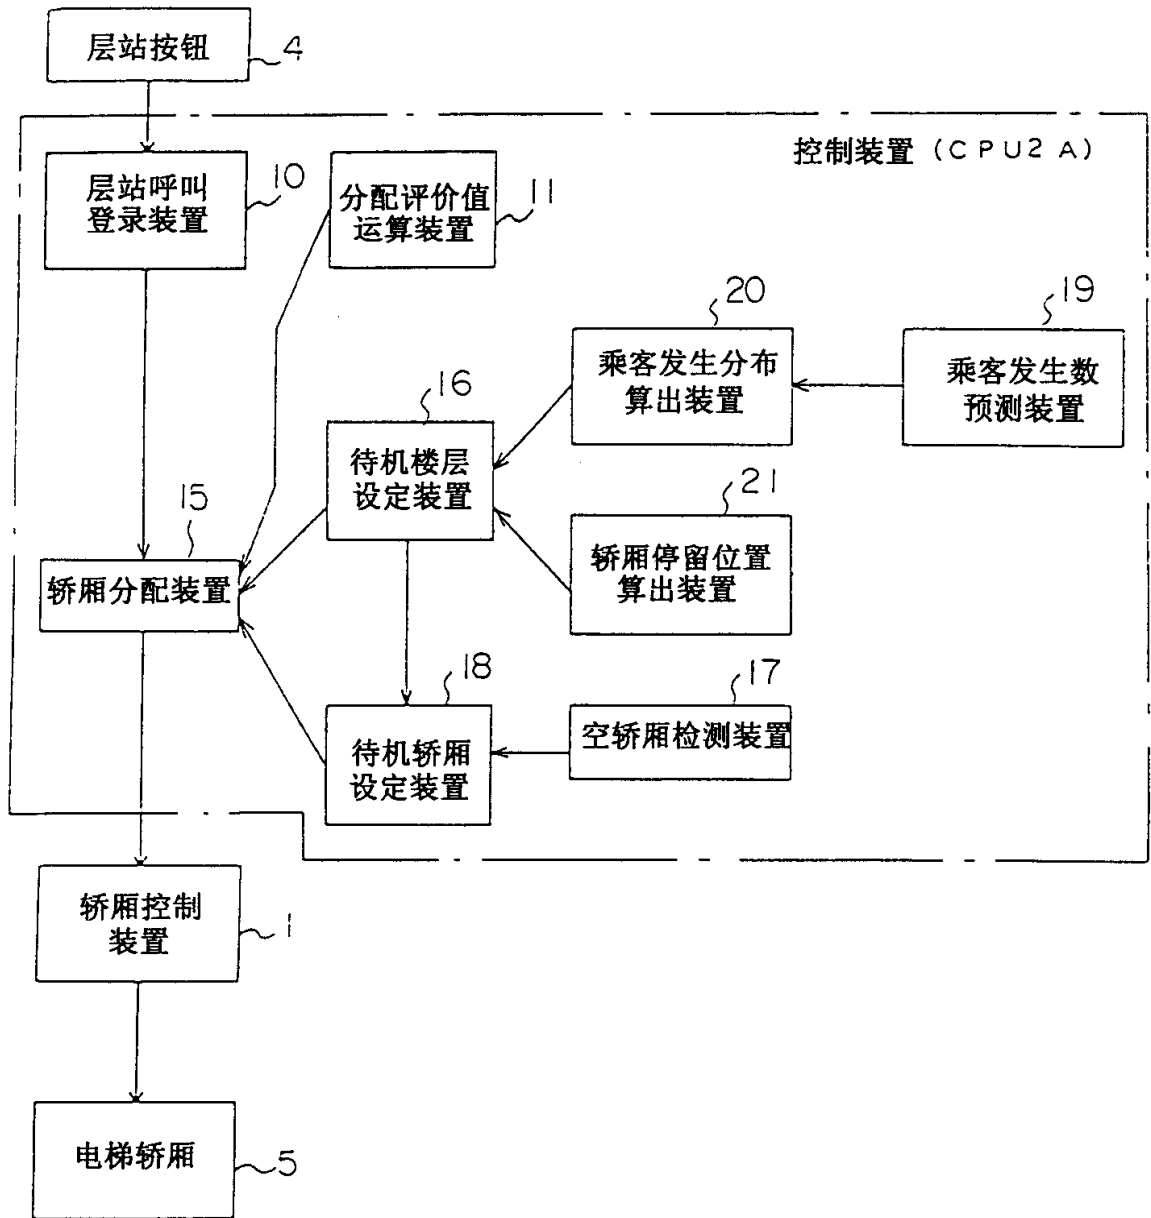 层站按钮
4
控制装置(CPU2A)
层站呼叫
登录装置
10
分配评价值
运算装置
11
20
19
乘客发生分布
算出装置
乘客发生数
预测装置
16
待机楼层
设定装置
15
21
轿厢分配装置
轿厢停留位置
算出装置
18
17
待机轿厢
设定装置
空轿厢检测装置
轿厢控制
装置
1
电梯轿厢
5